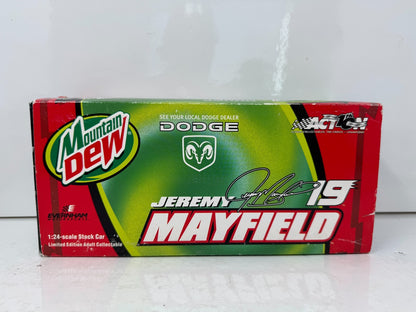 Mountain
Dew
SEE YOUR LOCAL DODGE DEALER
DODGE
ACTION
JEREMY 19
MAYFIELD
EVERNHAM
1:24-scale Stock Car
Limited Edition Adult Collectable